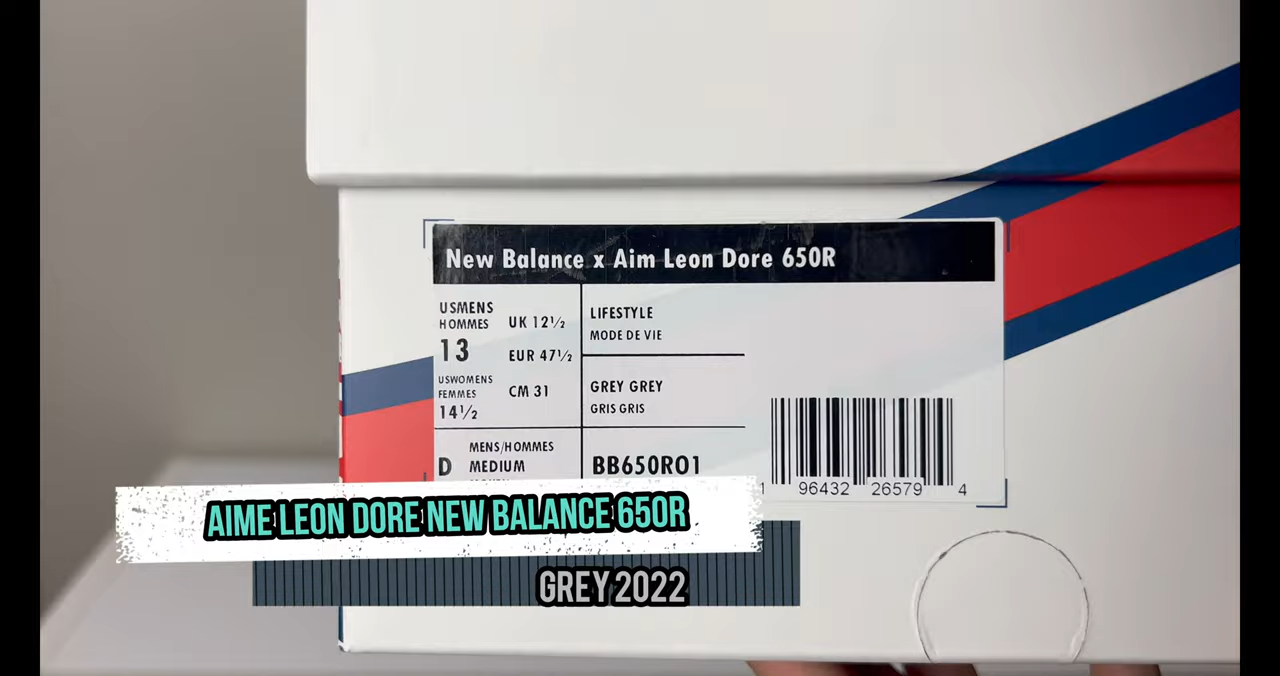 New Balance x Aim Leon Dore 650R
USMENS
HOMMES
13
UK 12½
EUR 47½
USWOMENS
FEMMES
14½
CM 31
LIFESTYLE
MODE DE VIE
GREY GREY
GRIS GRIS
D
MENS/HOMMES
MEDIUM
BB650RO1
96432 26579 4
AIME LEON DORE NEW BALANCE 650R
GREY 2022